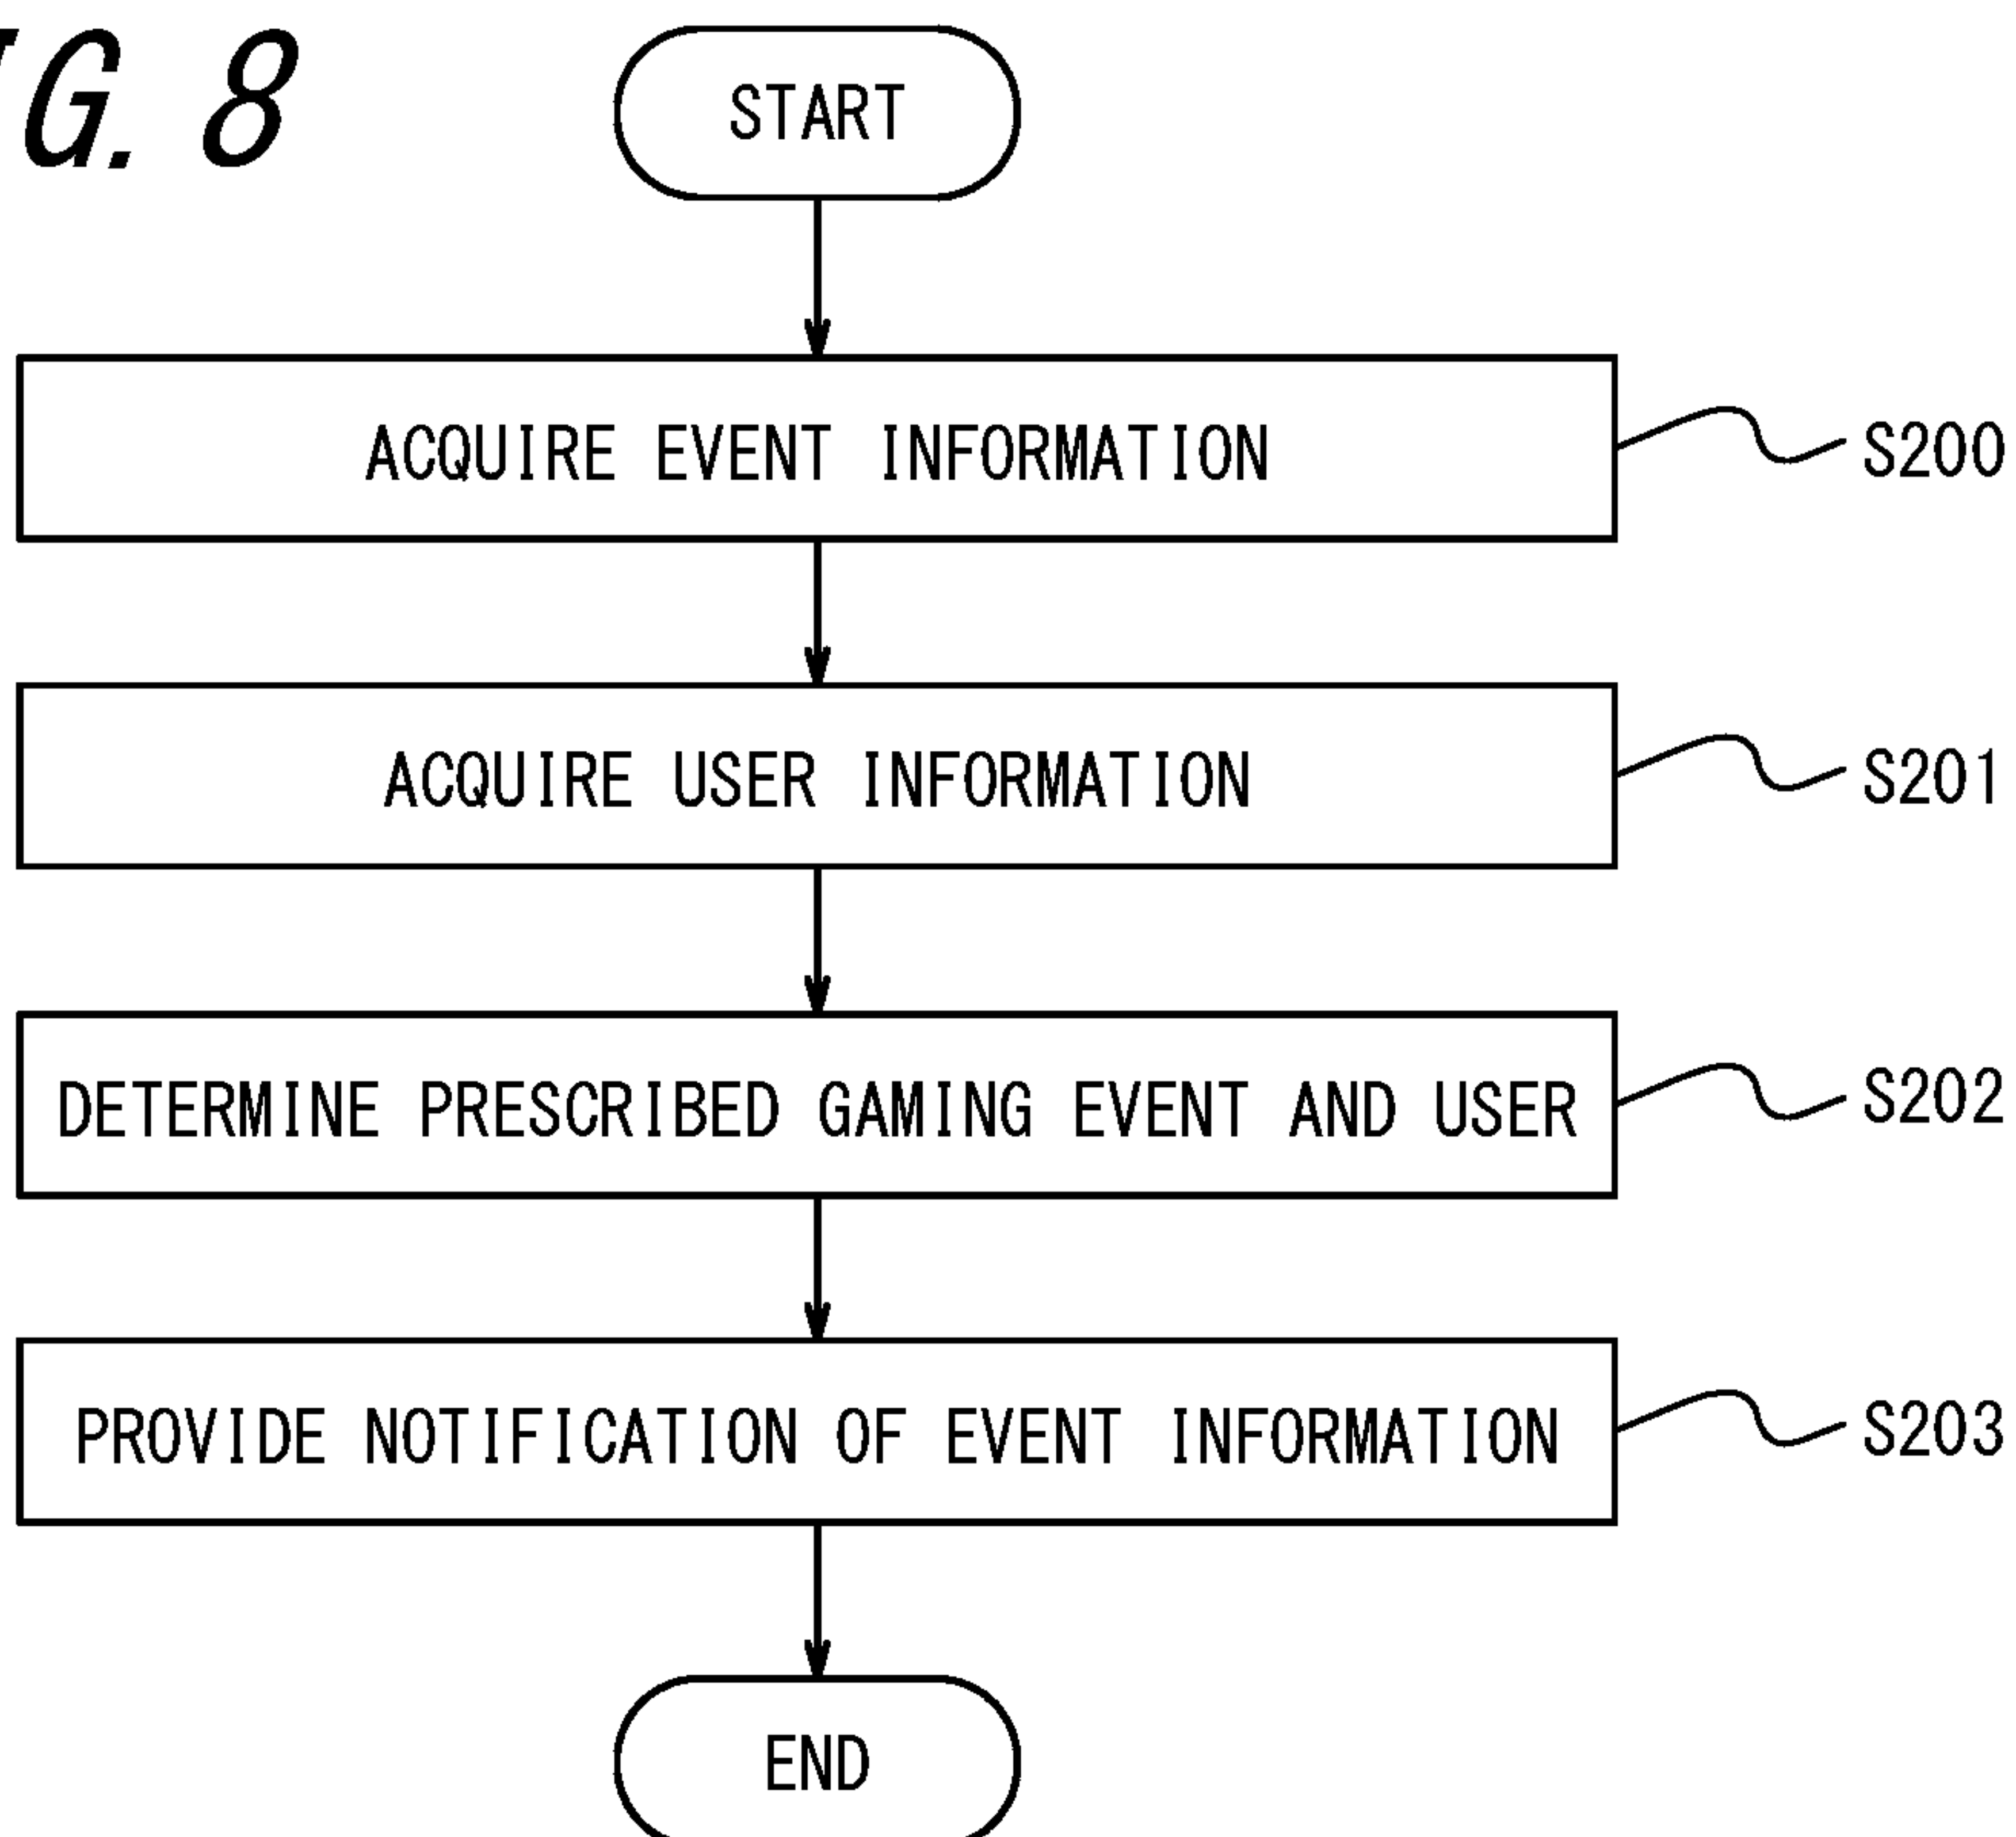 G. 8
START
ACQUIRE EVENT INFORMATION
S200
ACQUIRE USER INFORMATION
S201
DETERMINE PRESCRIBED GAMING EVENT AND USER
S202
PROVIDE NOTIFICATION OF EVENT INFORMATION
S203
END